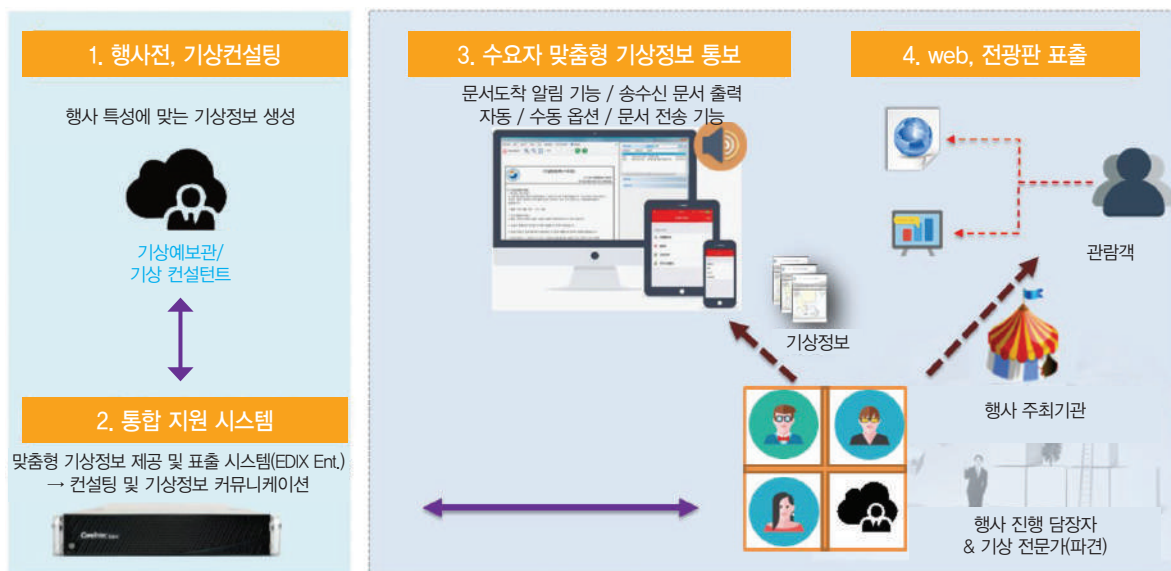 1. 행사전, 기상컨설팅
행사 특성에 맞는 기상정보 생성
기상예보관/
기상 컨설턴트
2. 통합 지원 시스템
맞춤형 기상정보 제공 및 표출 시스템(EDIX Ent.)
→ 컨설팅 및 기상정보 커뮤니케이션
3. 수요자 맞춤형 기상정보 통보
문서도착 알림 기능 / 송수신 문서 출력
자동 / 수동 옵션 / 문서 전송 기능
기상정보
4. web, 전광판 표출
관람객
행사 주최기관
행사 진행 담장자
& 기상 전문가(파견)